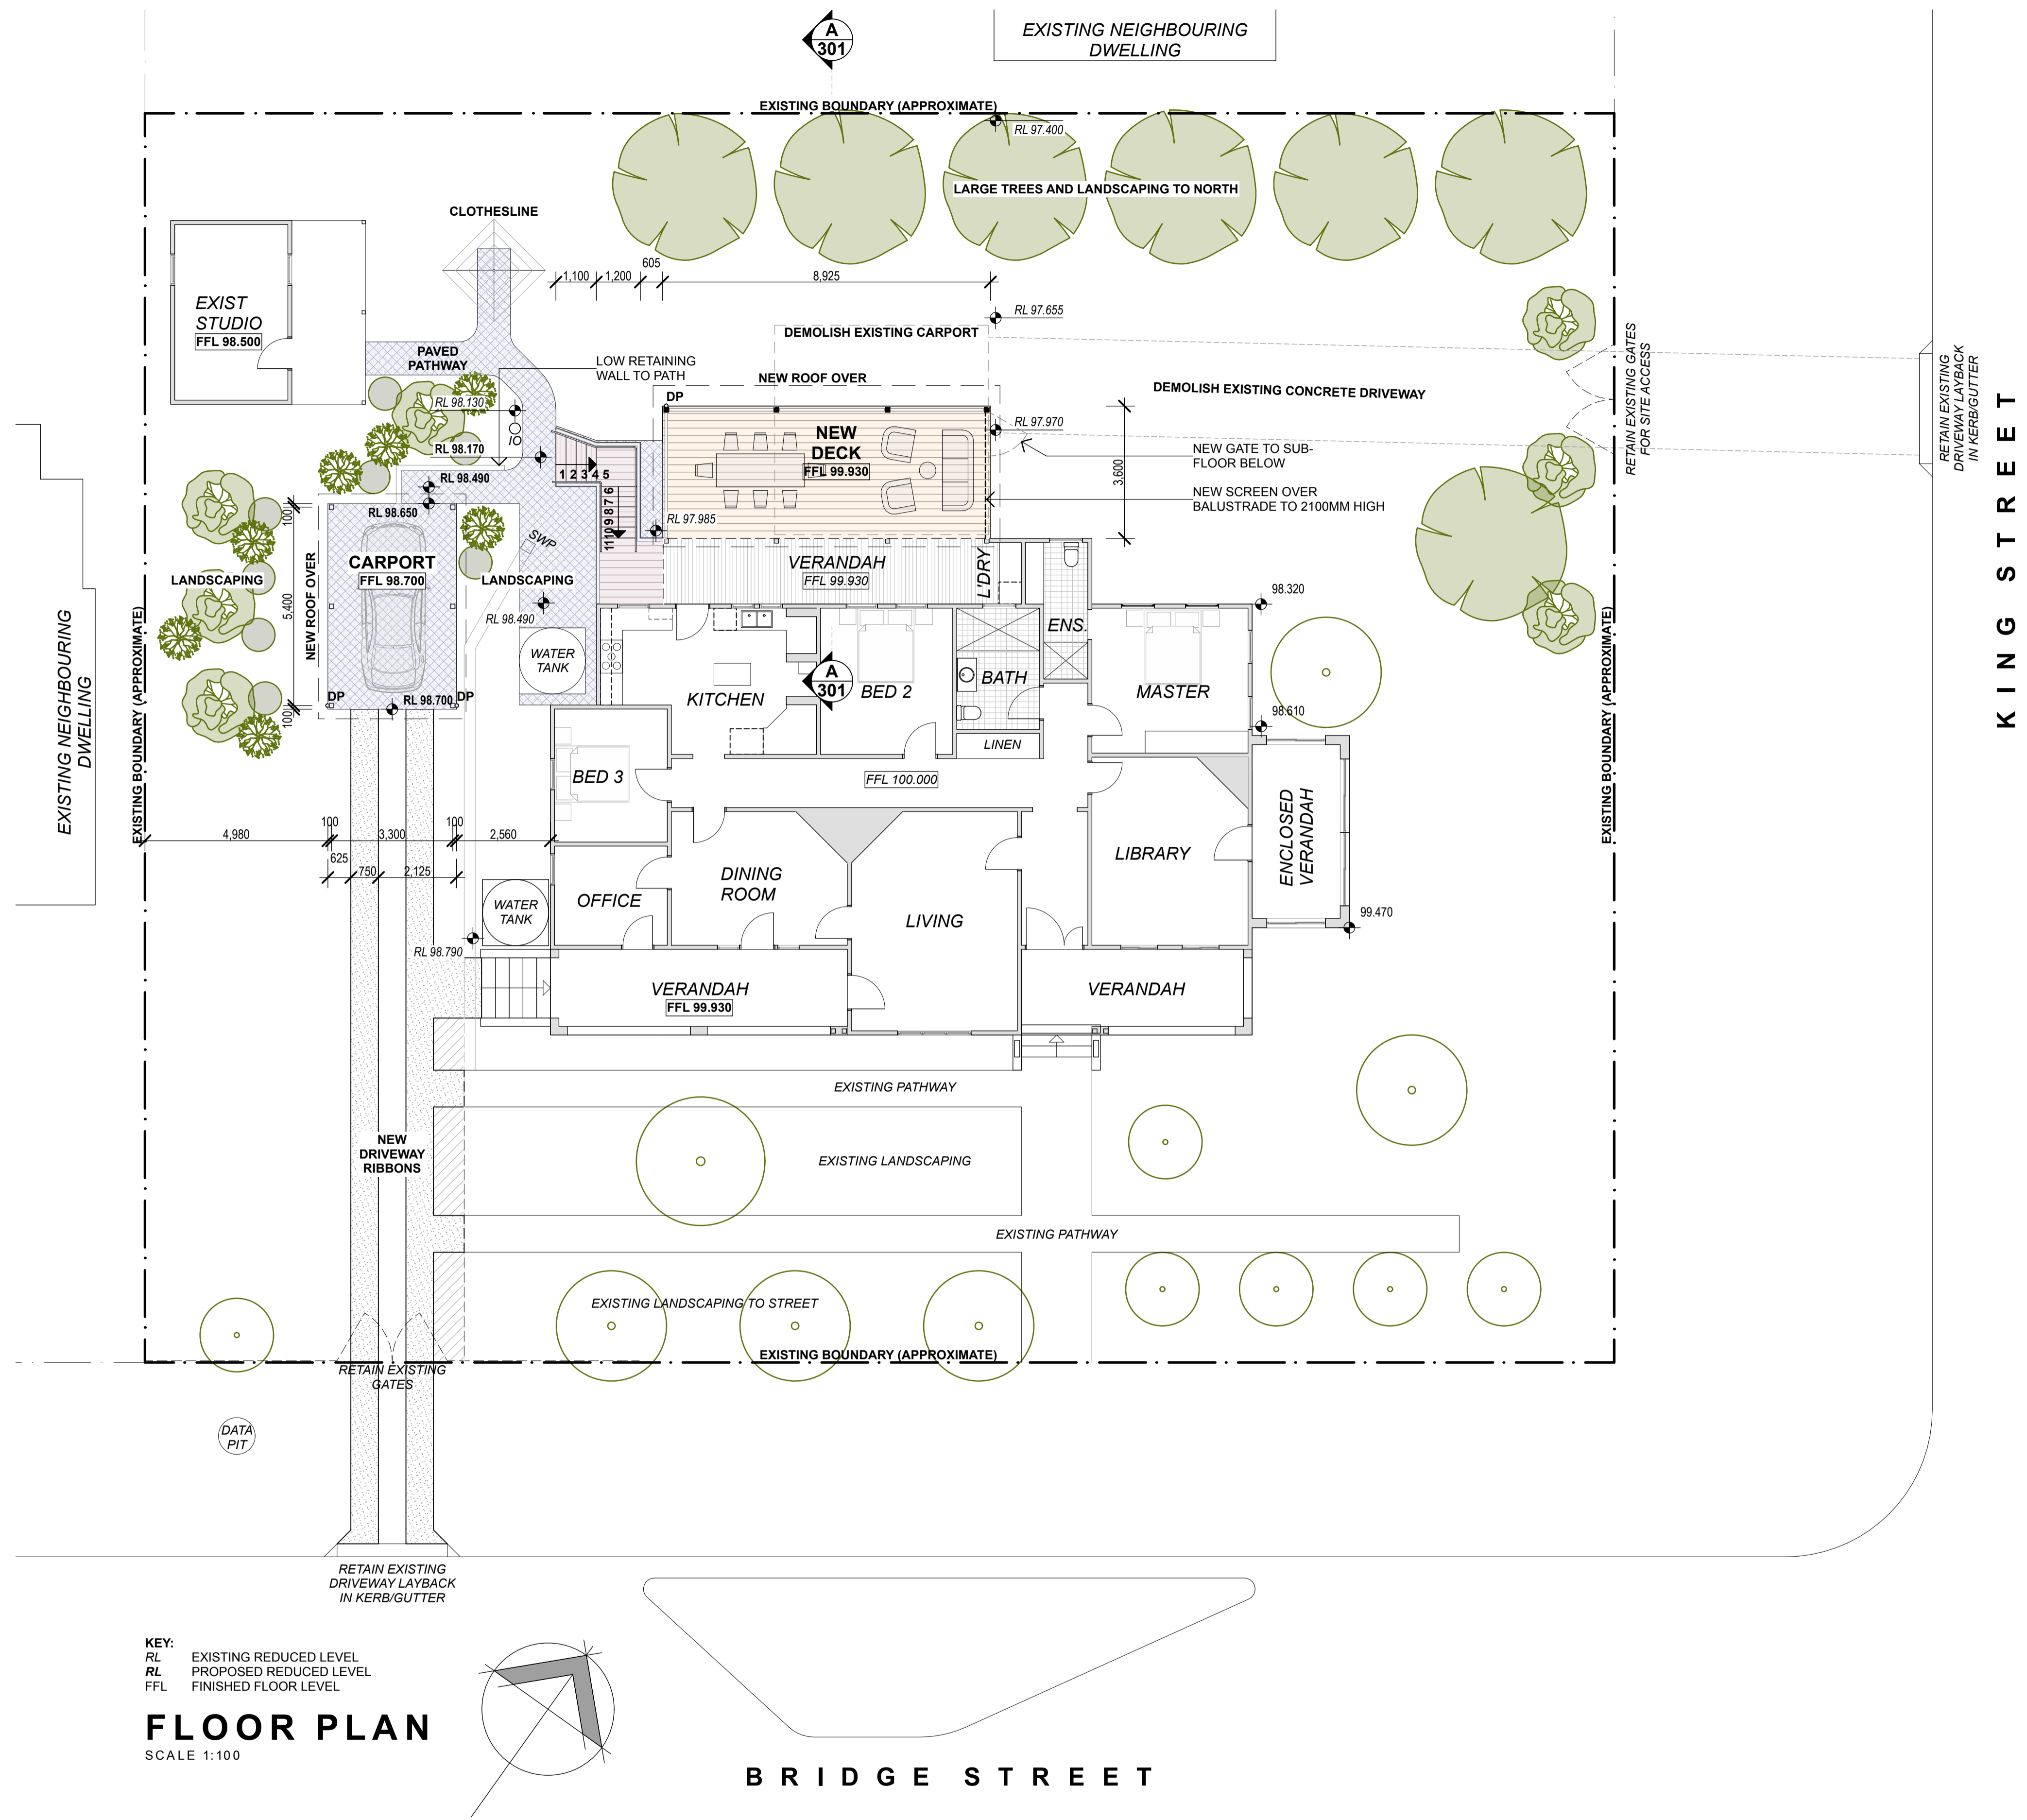 A
301
EXISTING NEIGHBOURING
DWELLING
EXISTING BOUNDARY (APPROXIMATE)
RL 97.400
LARGE TREES AND LANDSCAPING TO NORTH
CLOTHESLINE
605
1,100
1,200
8,925
EXIST
STUDIO
FFL 98.500
RL 97.655
DEMOLISH EXISTING CARPORT
PAVED
PATHWAY
LOW RETAINING
WALL TO PATH
NEW ROOF OVER
DEMOLISH EXISTING CONCRETE DRIVEWAY
RETAIN EXISTING GATES
FOR SITE ACCESS
RETAIN EXISTING
DRIVEWAY LAYBACK
IN KERB/GUTTER
KING STREET
DP
RL 98.130
IO
RL 98.170
RL 97.970
NEW
DECK
FFL 99.930
NEW GATE TO SUB-
FLOOR BELOW
3,600
1 2 3 4 5
11 10 9 8 7 6
RL 98.490
NEW SCREEN OVER
BALUSTRADE TO 2100MM HIGH
RL 98.650
RL 97.985
100
SWP
CARPORT
FFL 98.700
LANDSCAPING
LANDSCAPING
NEW ROOF OVER
5,400
VERANDAH
FFL 99.930
L'DRY
98.320
RL 98.490
EXISTING NEIGHBOURING
DWELLING
EXISTING BOUNDARY (APPROXIMATE)
EXISTING BOUNDARY (APPROXIMATE)
WATER
TANK
ENS.
KITCHEN
A
301
BED 2
BATH
MASTER
DP
RL 98.700
DP
100
98.610
LINEN
BED 3
FFL 100.000
ENCLOSED
VERANDAH
4,980
100
3,300
100
2,560
625
750
2,125
DINING
ROOM
LIBRARY
OFFICE
WATER
TANK
LIVING
99.470
RL 98.790
VERANDAH
FFL 99.930
VERANDAH
EXISTING PATHWAY
NEW
DRIVEWAY
RIBBONS
EXISTING LANDSCAPING
EXISTING PATHWAY
EXISTING LANDSCAPING TO STREET
EXISTING BOUNDARY (APPROXIMATE)
RETAIN EXISTING
GATES
DATA
PIT
RETAIN EXISTING
DRIVEWAY LAYBACK
IN KERB/GUTTER
KEY:
RL EXISTING REDUCED LEVEL
RL PROPOSED REDUCED LEVEL
FFL FINISHED FLOOR LEVEL
FLOOR PLAN
SCALE 1:100
BRIDGE STREET